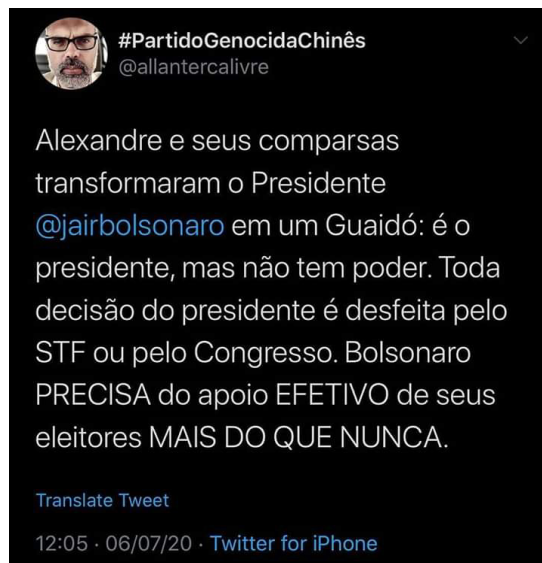 #PartidoGenocidaChinês
@allantercalivre
Alexandre e seus comparsas
transformaram o Presidente
@jairbolsonaro em um Guaidó: é o
presidente, mas não tem poder. Toda
decisão do presidente é desfeita pelo
STF ou pelo Congresso. Bolsonaro
PRECISA do apoio EFETIVO de seus
eleitores MAIS DO QUE NUNCA.
Translate Tweet
12:05 · 06/07/20 · Twitter for iPhone